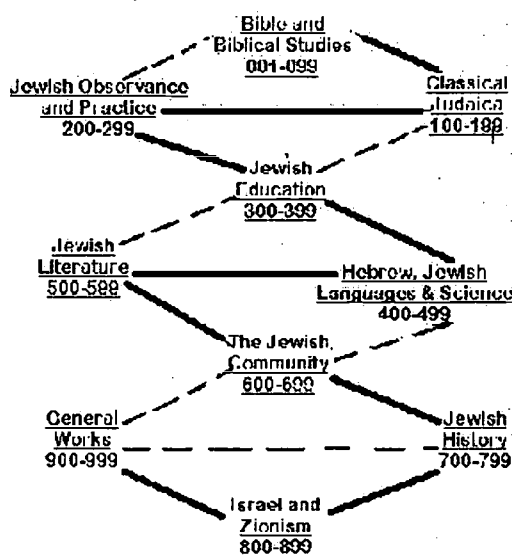 Bible and
Biblical Studies
001-099
Jewish Observance
and Practice
200-299
Classical
Judaica
100-199
Jewish
Education
300-399
Jewish
Literature
500-599
Hebrew, Jewish
Languages & Science
400-499
The Jewish
Community
600-699
General
Works
900-999
Jewish
History
700-799
Israel and
Zionism
800-899